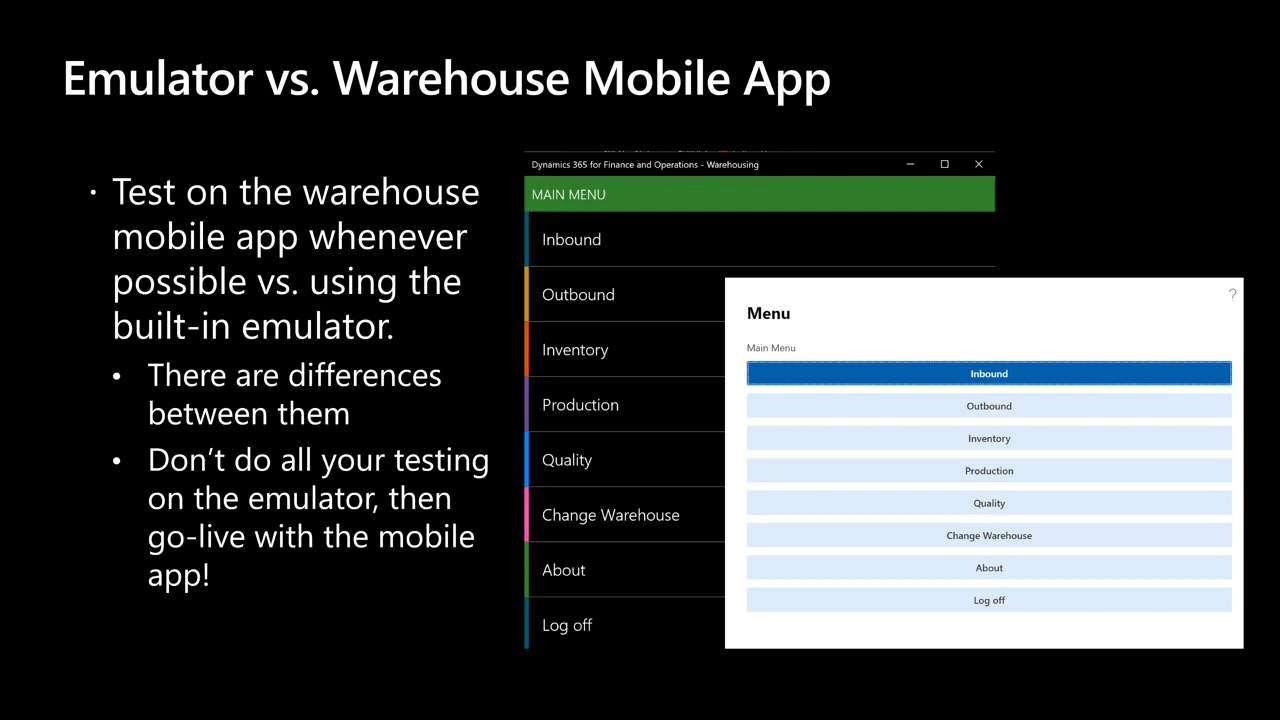 Emulator vs. Warehouse Mobile App
• Test on the warehouse
mobile app whenever
possible vs. using the
built-in emulator.
• There are differences
between them
• Don’t do all your testing
on the emulator, then
go-live with the mobile
app!
Dynamics 365 for Finance and Operations - Warehousing
MAIN MENU
Inbound
Outbound
Inventory
Production
Quality
Change Warehouse
About
Log off
?
Menu
Main Menu
Inbound
Outbound
Inventory
Production
Quality
Change Warehouse
About
Log off